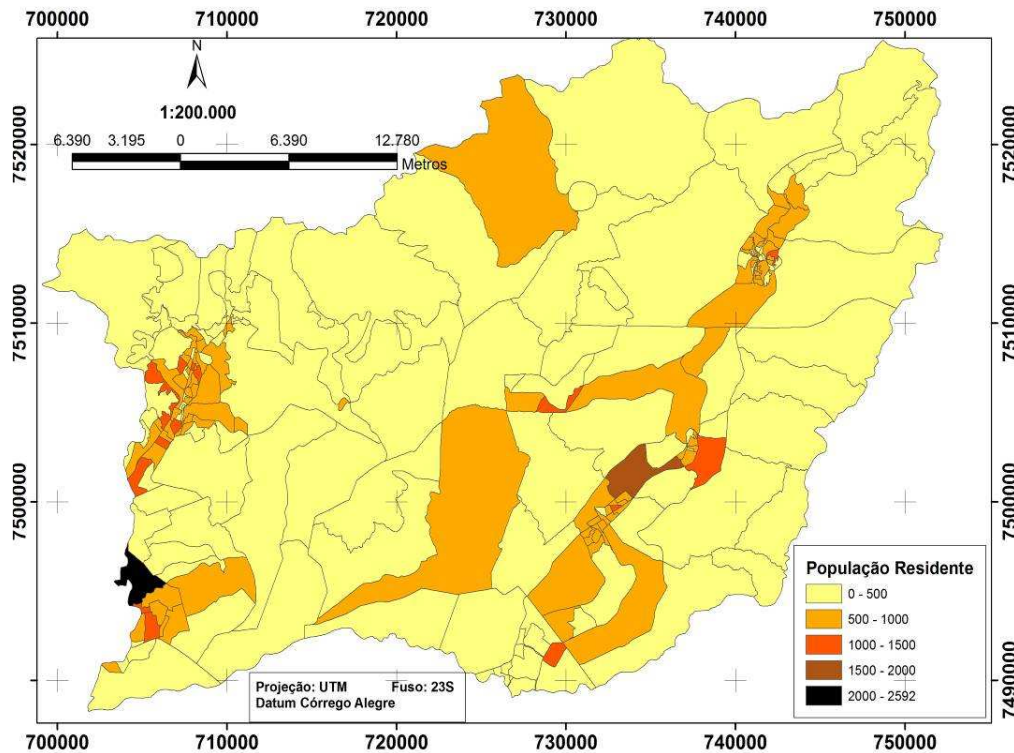 700000 710000 720000 730000 740000 750000
N
1:200.000
6.390 3.195 0 6.390 12.780
Metros
7520000 7520000
7510000 7510000
7500000 7500000
7490000 7490000
População Residente
0 - 500
500 - 1000
1000 - 1500
1500 - 2000
2000 - 2592
Projeção: UTM Fuso: 23S
Datum Córrego Alegre
700000 710000 720000 730000 740000 750000